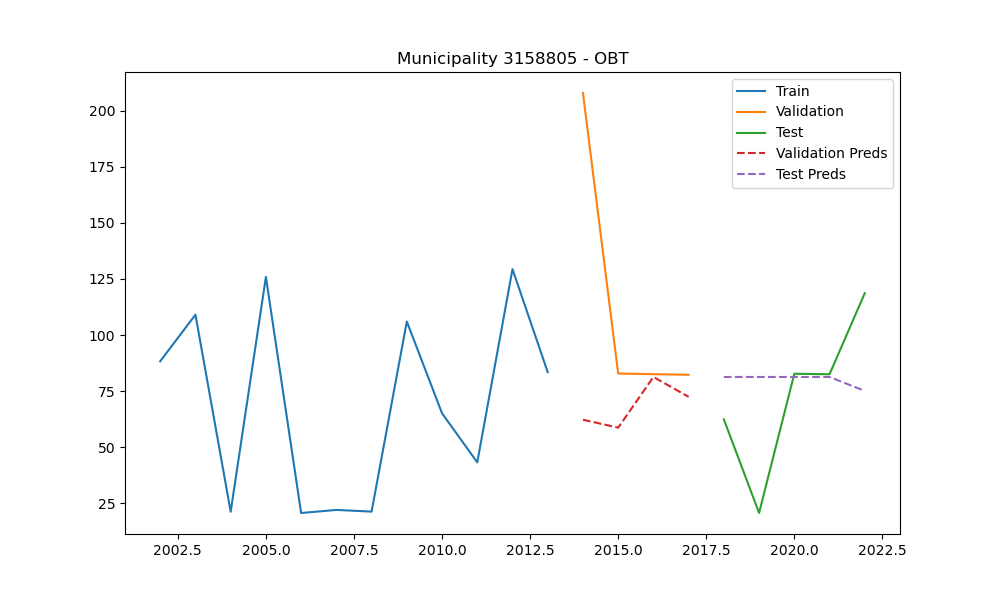 Municipality 3158805 - OBT
Train
Validation
Test
Validation Preds
Test Preds
200
175
150
125
100
75
50
25
2002.5 2005.0 2007.5 2010.0 2012.5 2015.0 2017.5 2020.0 2022.5